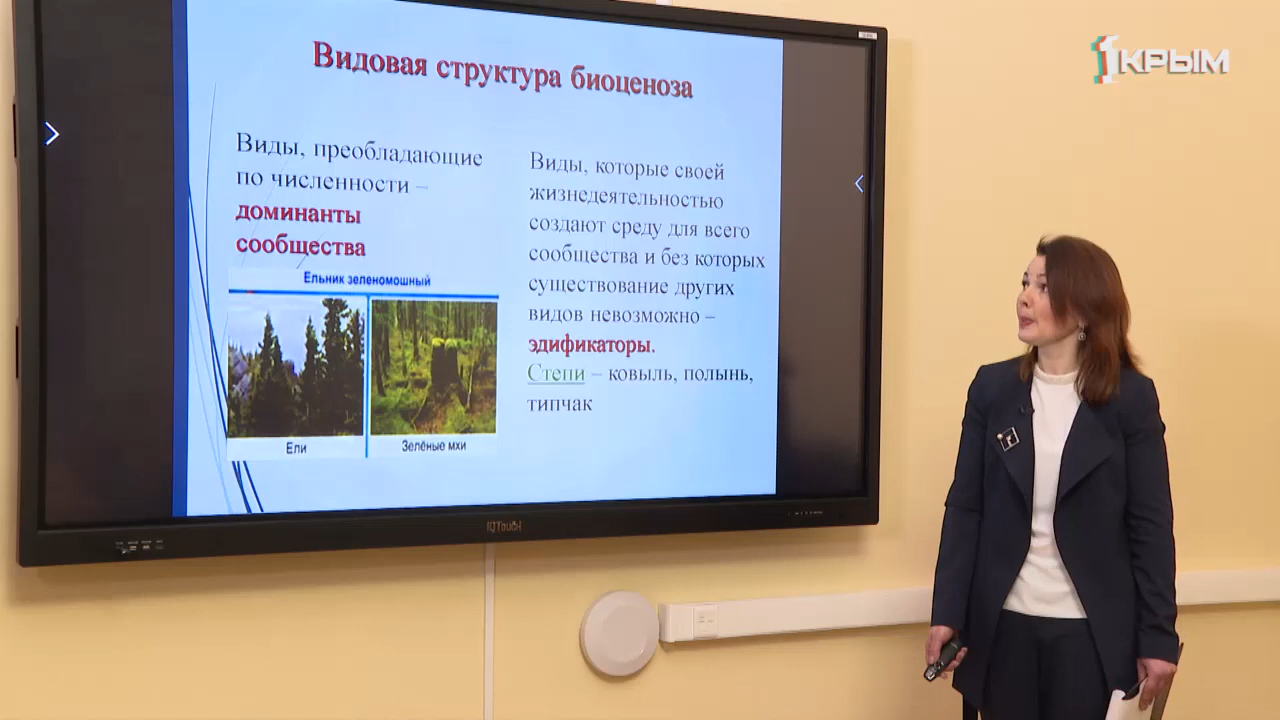 Видовая структура биоценоза
Виды, преобладающие
по численности –
доминанты
сообщества
Ельник зеленомошный
Ели
Зелёные мхи
Виды, которые своей
жизнедеятельностью
создают среду для всего
сообщества и без которых
существование других
видов невозможно –
эдификаторы.
Степи – ковыль, полынь,
типчак
IQTouch
1КРЫМ